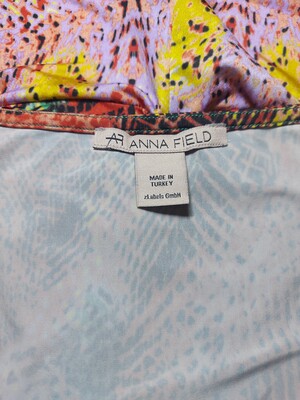 AF ANNA FIELD
MADE IN
TURKEY
zLabels GmbH